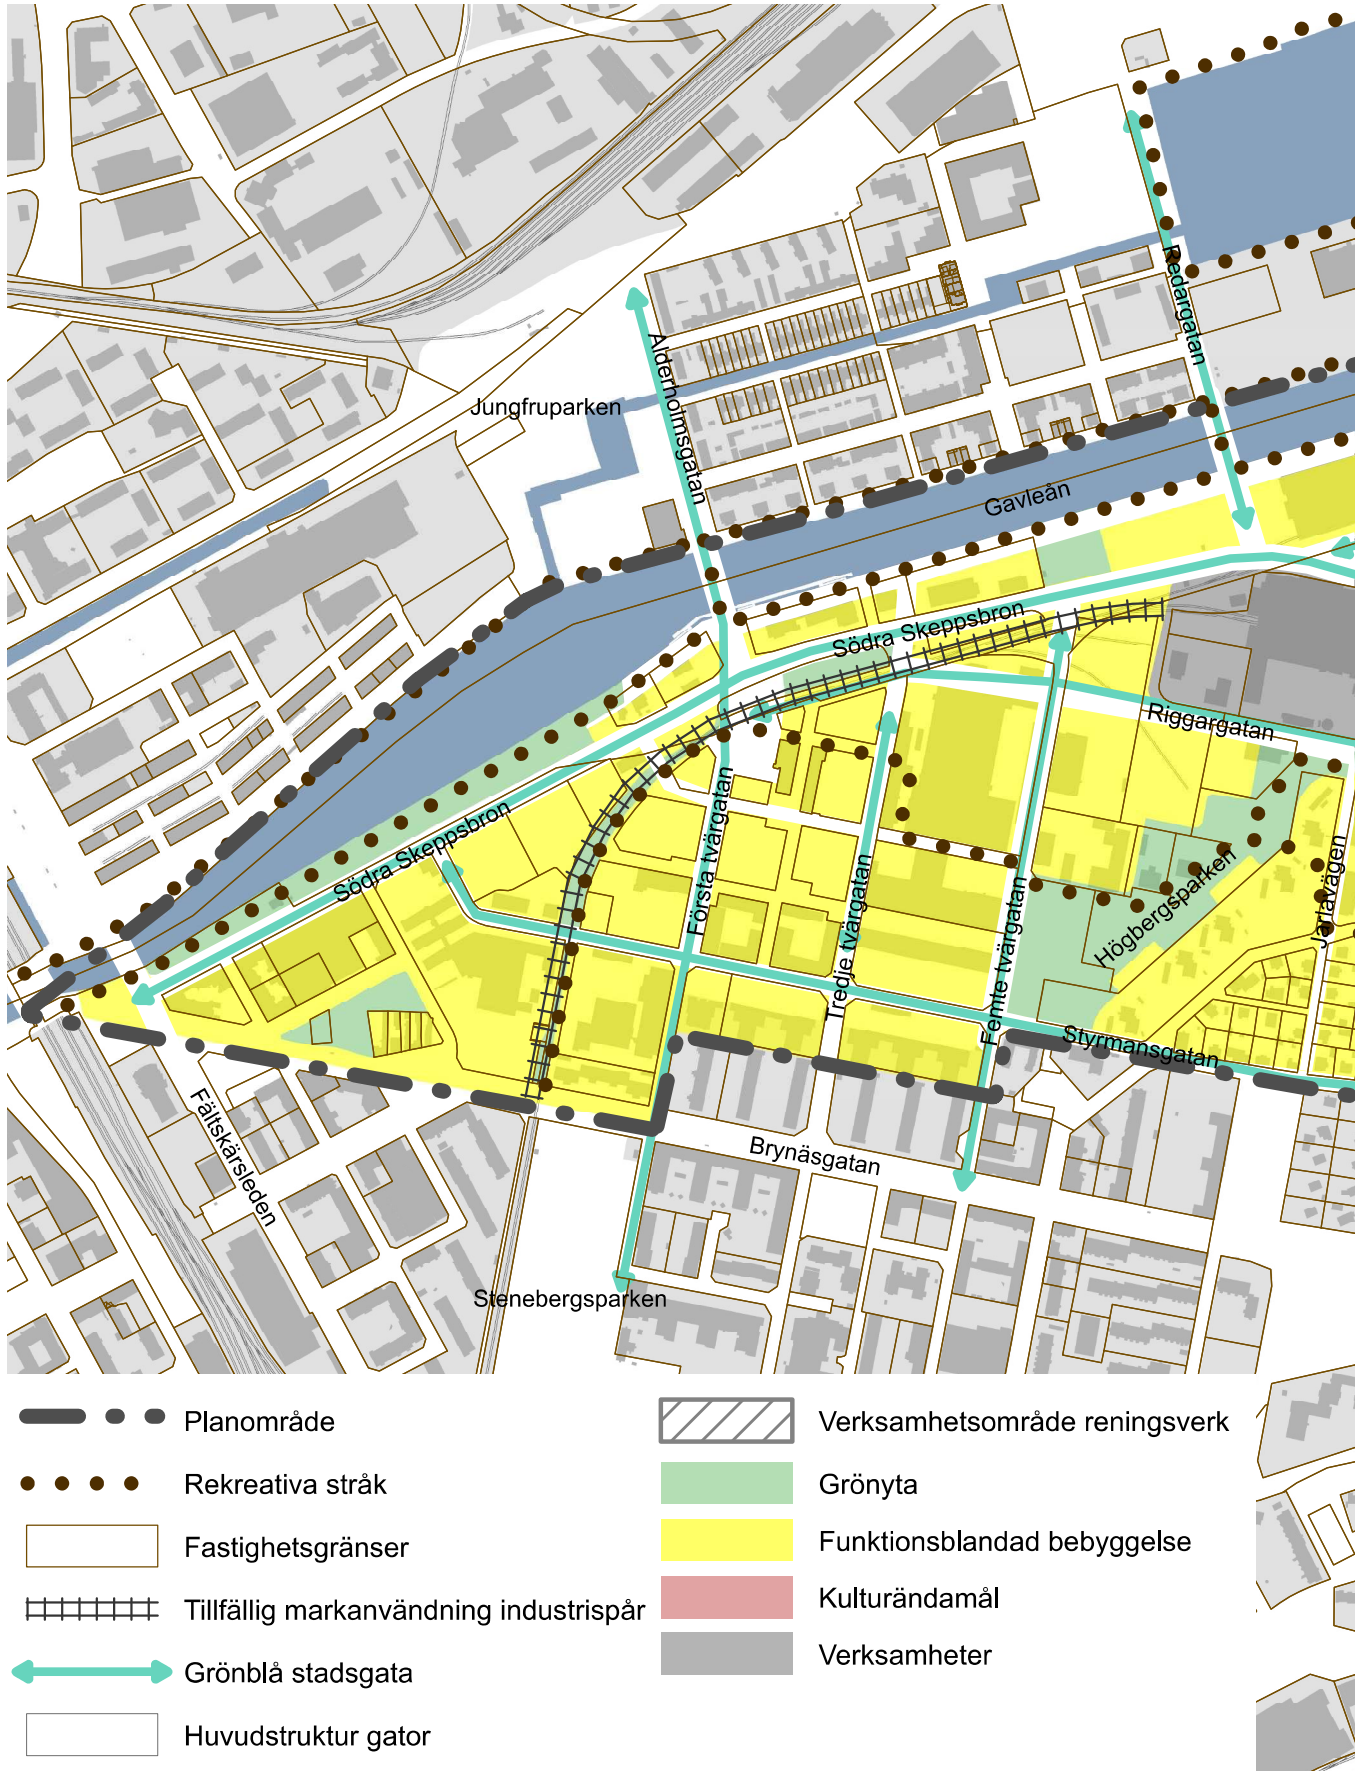 Redargatan
Alderholmsgatan
Jungfruparken
Gavleån
Södra Skeppsbron
Riggargatan
Södra Skeppsbron
Första tvärgatan
Tredje tvärgatan
Femte tvärgatan
Högbergsparken
Jarlavägen
Styrmansgatan
Fältskärsleden
Brynäsgatan
Stenebergsparken
Planområde
Rekreativa stråk
Fastighetsgränser
Tillfällig markanvändning industrispår
Grönblå stadsgata
Huvudstruktur gator
Verksamhetsområde reningsverk
Grönyta
Funktionsblandad bebyggelse
Kulturändamål
Verksamheter